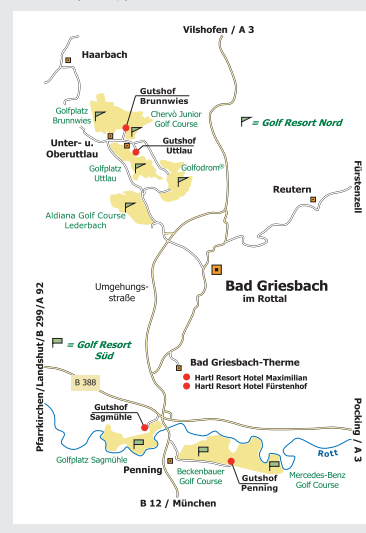 Vilshofen / A 3
Haarbach
Gutshof
Brunnwies
Golfplatz
Brunnwies
Chervò Junior
Golf Course
= Golf Resort Nord
Unter- u.
Oberuttlau
Gutshof
Uttlau
Golfplatz
Uttlau
Golfodrom®
Fürstenzell
Reutern
Aldiana Golf Course
Lederbach
Umgehungs-
straße
Bad Griesbach
im Rottal
Pfarrkirchen/Landshut/B 299/A 92
= Golf Resort
Süd
Bad Griesbach-Therme
Hartl Resort Hotel Maximilian
Hartl Resort Hotel Fürstenhof
B 388
Gutshof
Sagmühle
Pocking / A 3
Rott
Golfplatz Sagmühle
Penning
Beckenbauer
Golf Course
Gutshof
Penning
Mercedes-Benz
Golf Course
B 12 / München